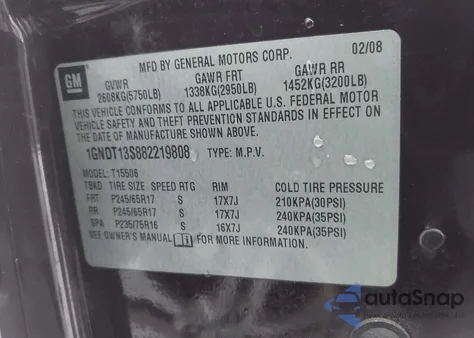 GM
MFD BY GENERAL MOTORS CORP. 02/08
GVWR GAWR FRT GAWR RR
2608KG(5750LB) 1338KG(2950LB) 1452KG(3200LB)
THIS VEHICLE CONFORMS TO ALL APPLICABLE U.S. FEDERAL MOTOR
VEHICLE SAFETY AND THEFT PREVENTION STANDARDS IN EFFECT ON
THE DATE OF MANUFACTURE SHOWN ABOVE.
1GNDT13S882219808 TYPE: M.P.V.
MODEL: T15506
TBKD TIRE SIZE SPEED RTG RIM COLD TIRE PRESSURE
FRT P245/65R17 S 17X7J 210KPA(30PSI)
RR P245/65R17 S 17X7J 240KPA(35PSI)
SPA P235/75R16 S 16X7J 240KPA(35PSI)
SEE OWNER'S MANUAL FOR MORE INFORMATION.
autoSnap